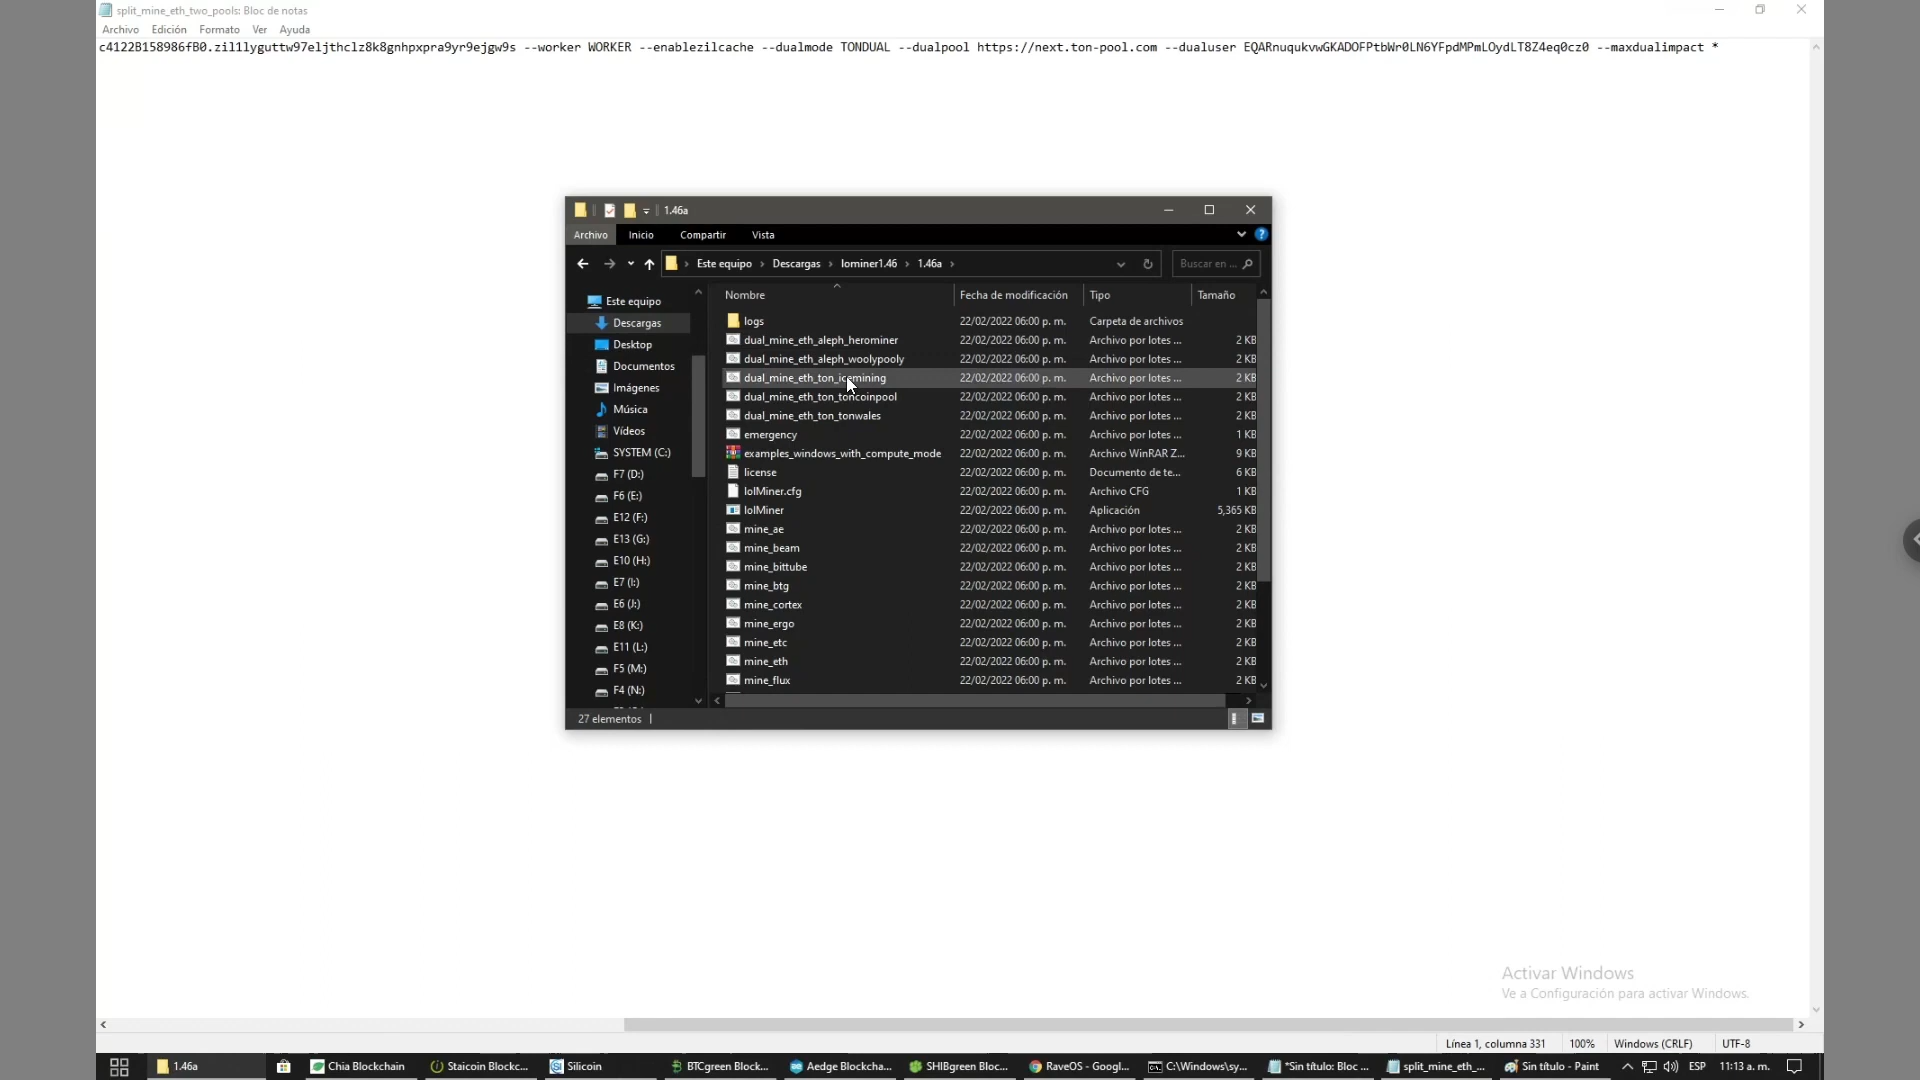 split_mine_eth_two_pools: Bloc de notas
Archivo Edición Formato Ver Ayuda
c4122B158986fB0.zil1lyguttw97eljthclz8k8gnhpxpra9yr9ejgw9s --worker WORKER --enablezilcache --dualmode TONDUAL --dualpool https://next.ton-pool.com --dualuser EQARnuqukvwGKADOFPtbWr0LN6YFpdMPmLOydLT8Z4eq0cz0 --maxdualimpact *
1.46a
Archivo Inicio Compartir Vista
Este equipo Descargas lominer1.46 1.46a Buscar en ...
Nombre Fecha de modificación Tipo Tamaño
Este equipo
Descargas
Desktop
Documentos
Imágenes
Música
Vídeos
SYSTEM (C:)
F7 (D:)
F6 (E:)
E12 (F:)
E13 (G:)
E10 (H:)
E7 (I:)
E6 (J:)
E8 (K:)
E11 (L:)
F5 (M:)
F4 (N:)
logs 22/02/2022 06:00 p. m. Carpeta de archivos
dual_mine_eth_aleph_herominer 22/02/2022 06:00 p. m. Archivo por lotes ... 2 KB
dual_mine_eth_aleph_woolypooly 22/02/2022 06:00 p. m. Archivo por lotes ... 2 KB
dual_mine_eth_ton_icemining 22/02/2022 06:00 p. m. Archivo por lotes ... 2 KB
dual_mine_eth_ton_toncoinpool 22/02/2022 06:00 p. m. Archivo por lotes ... 2 KB
dual_mine_eth_ton_tonwales 22/02/2022 06:00 p. m. Archivo por lotes ... 2 KB
emergency 22/02/2022 06:00 p. m. Archivo por lotes ... 1 KB
examples_windows_with_compute_mode 22/02/2022 06:00 p. m. Archivo WinRAR Z... 9 KB
license 22/02/2022 06:00 p. m. Documento de te... 6 KB
lolMiner.cfg 22/02/2022 06:00 p. m. Archivo CFG 1 KB
lolMiner 22/02/2022 06:00 p. m. Aplicación 5,365 KB
mine_ae 22/02/2022 06:00 p. m. Archivo por lotes ... 2 KB
mine_beam 22/02/2022 06:00 p. m. Archivo por lotes ... 2 KB
mine_bittube 22/02/2022 06:00 p. m. Archivo por lotes ... 2 KB
mine_btg 22/02/2022 06:00 p. m. Archivo por lotes ... 2 KB
mine_cortex 22/02/2022 06:00 p. m. Archivo por lotes ... 2 KB
mine_ergo 22/02/2022 06:00 p. m. Archivo por lotes ... 2 KB
mine_etc 22/02/2022 06:00 p. m. Archivo por lotes ... 2 KB
mine_eth 22/02/2022 06:00 p. m. Archivo por lotes ... 2 KB
mine_flux 22/02/2022 06:00 p. m. Archivo por lotes ... 2 KB
27 elementos
Activar Windows
Ve a Configuración para activar Windows.
Línea 1, columna 331 100% Windows (CRLF) UTF-8
1.46a Chia Blockchain Staicoin Blockc... Silicoin BTCgreen Block... Aedge Blockcha... SHIBgreen Bloc... RaveOS - Googl... C:\Windows\sy... *Sin título: Bloc ... split_mine_eth_... Sin título - Paint ESP 11:13 a. m.